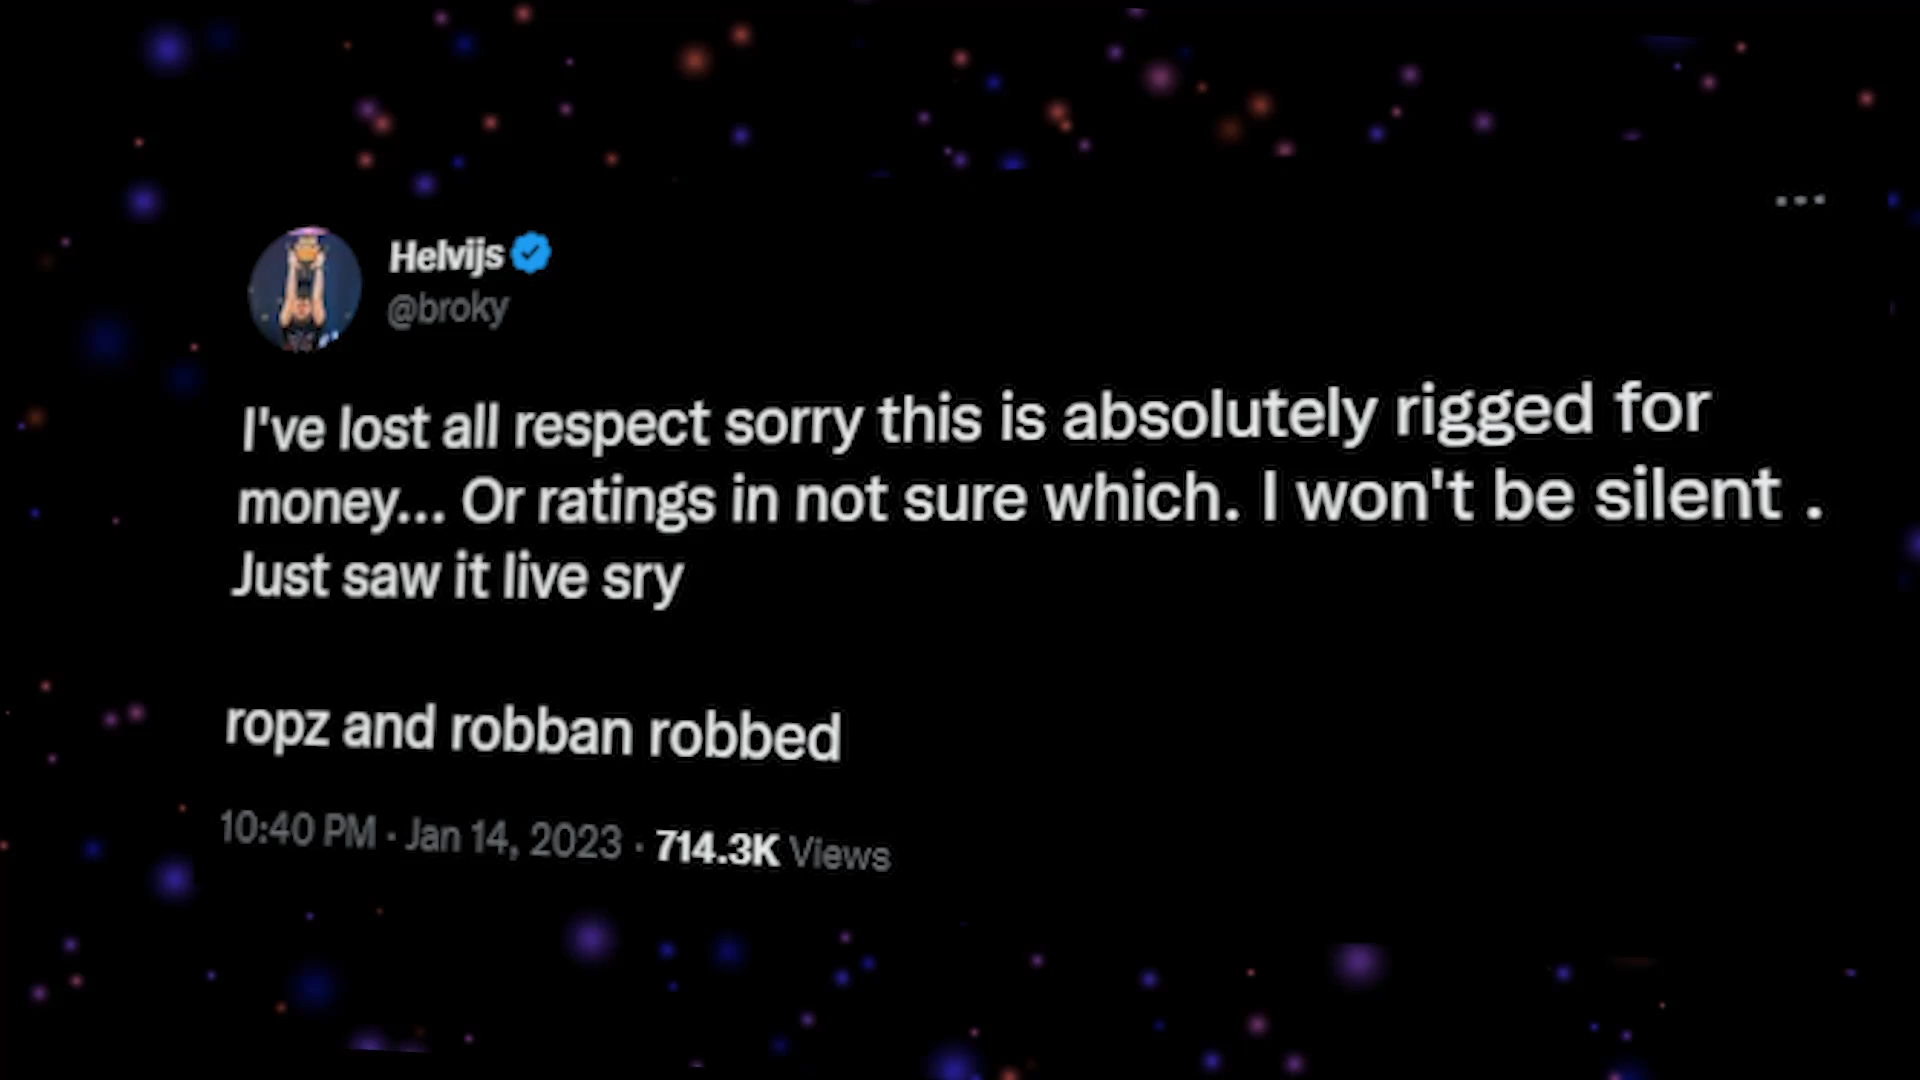 Helvijs
@broky
I've lost all respect sorry this is absolutely rigged for
money... Or ratings in not sure which. I won't be silent .
Just saw it live sry
ropz and robban robbed
10:40 PM · Jan 14, 2023 · 714.3K Views